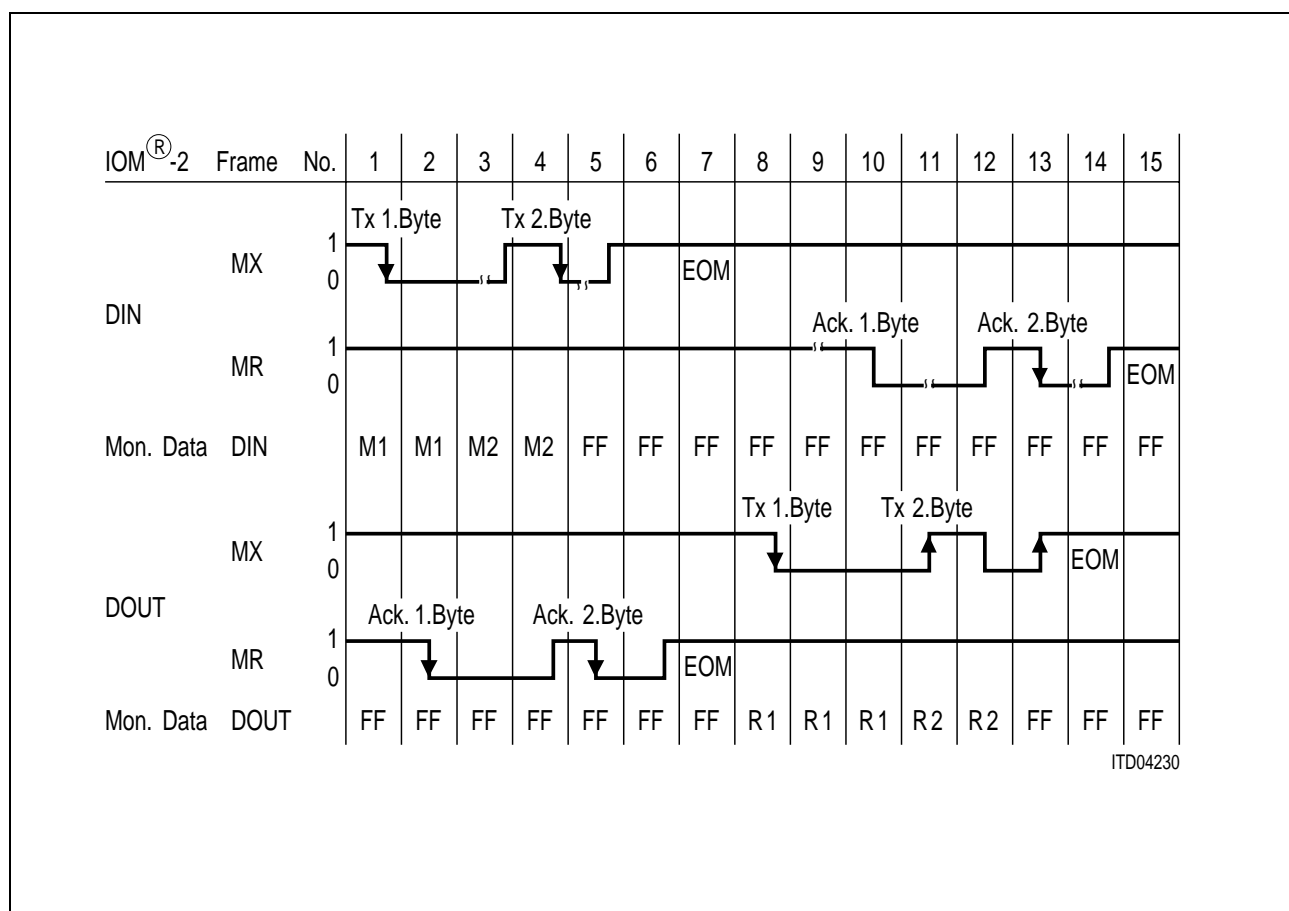 IOM®-2 Frame No. 1 2 3 4 5 6 7 8 9 10 11 12 13 14 15
Tx 1.Byte Tx 2.Byte
1
MX
0
EOM
DIN
Ack. 1.Byte Ack. 2.Byte
1
MR
0
EOM
Mon. Data DIN M1 M1 M2 M2 FF FF FF FF FF FF FF FF FF FF FF
Tx 1.Byte Tx 2.Byte
1
MX
0
EOM
DOUT
Ack. 1.Byte Ack. 2.Byte
1
MR
0
EOM
Mon. Data DOUT FF FF FF FF FF FF FF R1 R1 R1 R2 R2 FF FF FF
ITD04230